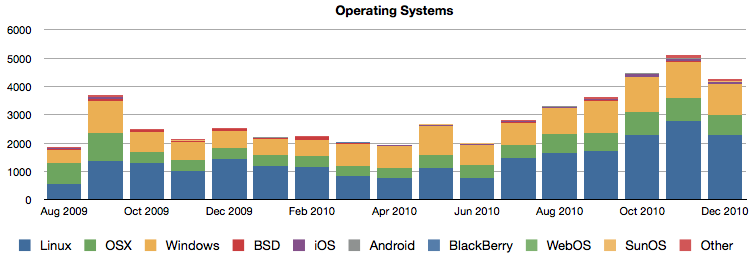 Operating Systems
6000
5000
4000
3000
2000
1000
0
Aug 2009 Oct 2009 Dec 2009 Feb 2010 Apr 2010 Jun 2010 Aug 2010 Oct 2010 Dec 2010
Linux OSX Windows BSD iOS Android BlackBerry WebOS SunOS Other